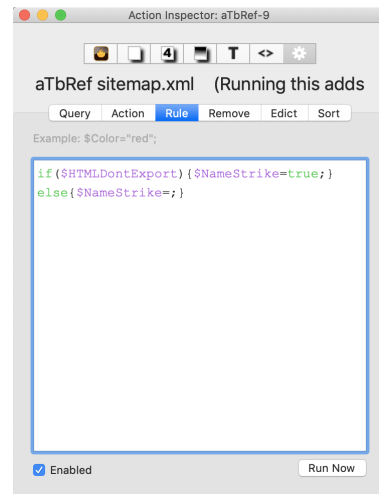 Action Inspector: aTbRef-9
4 T <>
aTbRef sitemap.xml (Running this adds
Query Action Rule Remove Edict Sort
Example: $Color="red";
if($HTMLDontExport){$NameStrike=true;}
else{$NameStrike=;}
Enabled Run Now